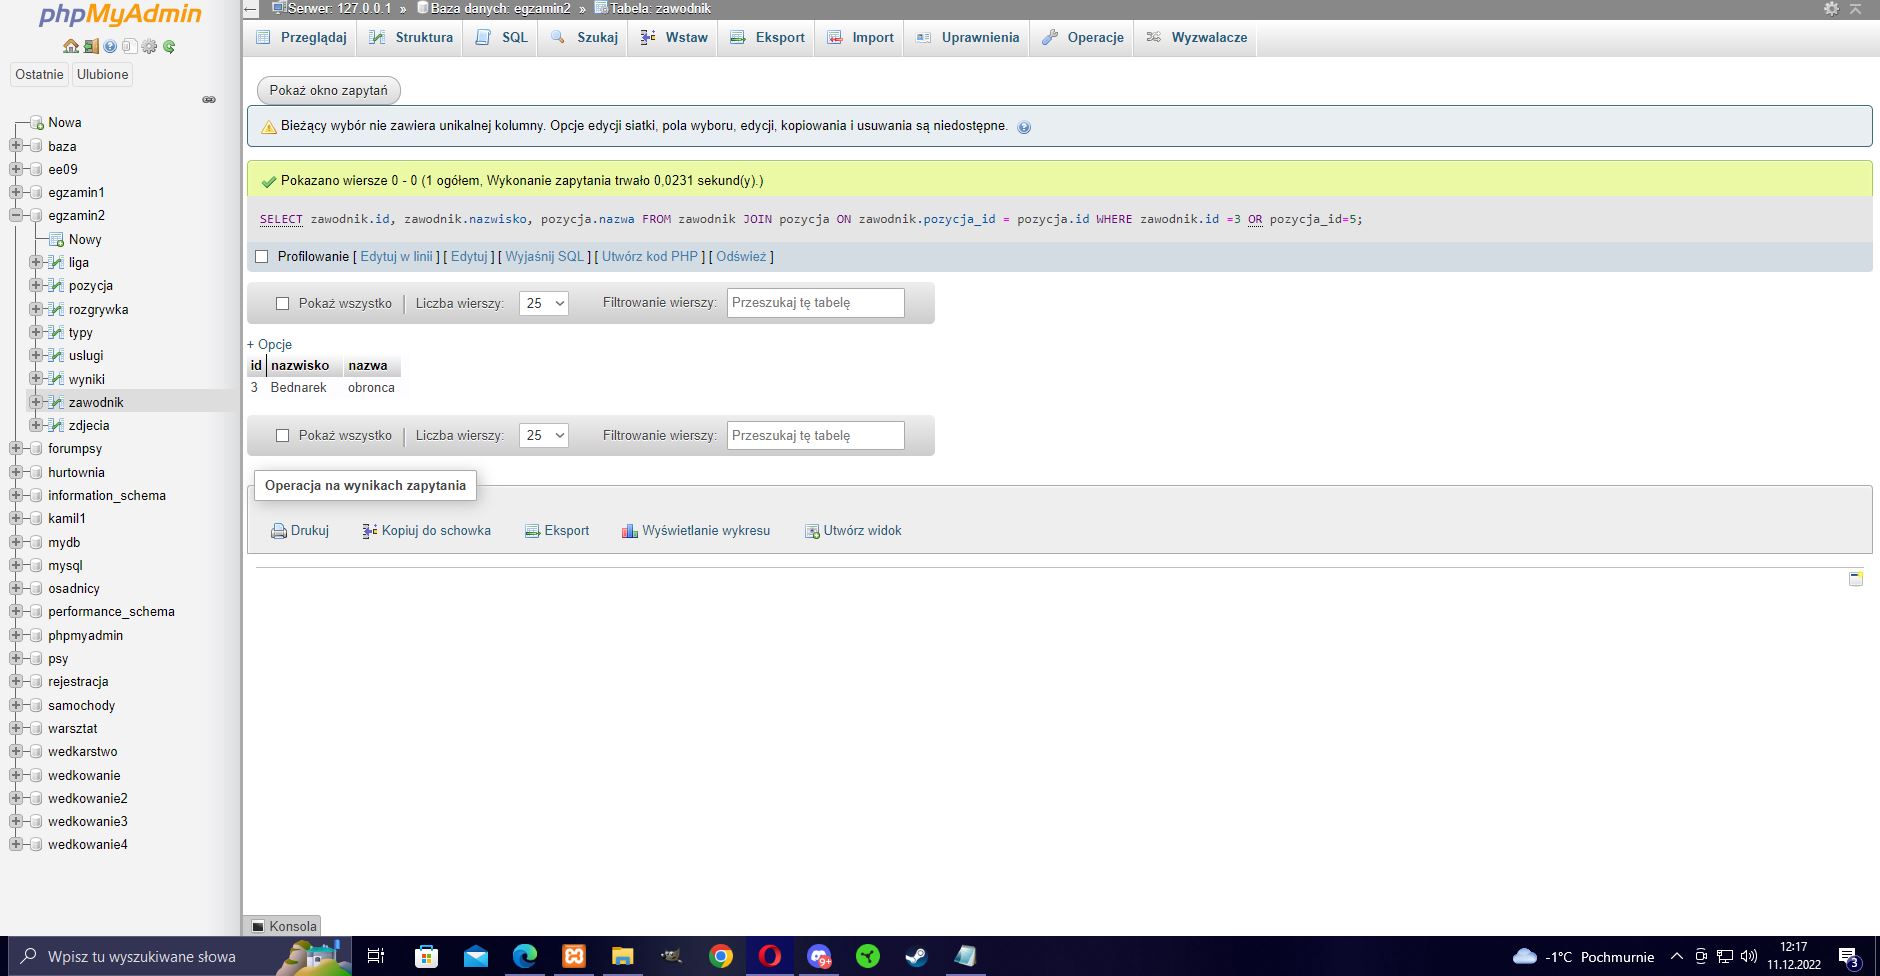 phpMyAdmin
Ostatnie Ulubione
Nowa
baza
ee09
egzamin1
egzamin2
Nowy
liga
pozycja
rozgrywka
typy
uslugi
wyniki
zawodnik
zdjecia
forumpsy
hurtownia
information_schema
kamil1
mydb
mysql
osadnicy
performance_schema
phpmyadmin
psy
rejestracja
samochody
warsztat
wedkarstwo
wedkowanie
wedkowanie2
wedkowanie3
wedkowanie4
Serwer: 127.0.0.1 » Baza danych: egzamin2 » Tabela: zawodnik
Przeglądaj Struktura SQL Szukaj Wstaw Eksport Import Uprawnienia Operacje Wyzwalacze
Pokaż okno zapytań
Bieżący wybór nie zawiera unikalnej kolumny. Opcje edycji siatki, pola wyboru, edycji, kopiowania i usuwania są niedostępne.
Pokazano wiersze 0 - 0 (1 ogółem, Wykonanie zapytania trwało 0,0231 sekund(y).)
SELECT zawodnik.id, zawodnik.nazwisko, pozycja.nazwa FROM zawodnik JOIN pozycja ON zawodnik.pozycja_id = pozycja.id WHERE zawodnik.id =3 OR pozycja_id=5;
Profilowanie [ Edytuj w linii ] [ Edytuj ] [ Wyjaśnij SQL ] [ Utwórz kod PHP ] [ Odśwież ]
Pokaż wszystko | Liczba wierszy: 25 Filtrowanie wierszy: Przeszukaj tę tabelę
+ Opcje
id nazwisko nazwa
3 Bednarek obronca
Pokaż wszystko | Liczba wierszy: 25 Filtrowanie wierszy: Przeszukaj tę tabelę
Operacja na wynikach zapytania
Drukuj Kopiuj do schowka Eksport Wyświetlanie wykresu Utwórz widok
Konsola
Wpisz tu wyszukiwane słowa
9+
-1°C Pochmurnie
12:17
11.12.2022
3